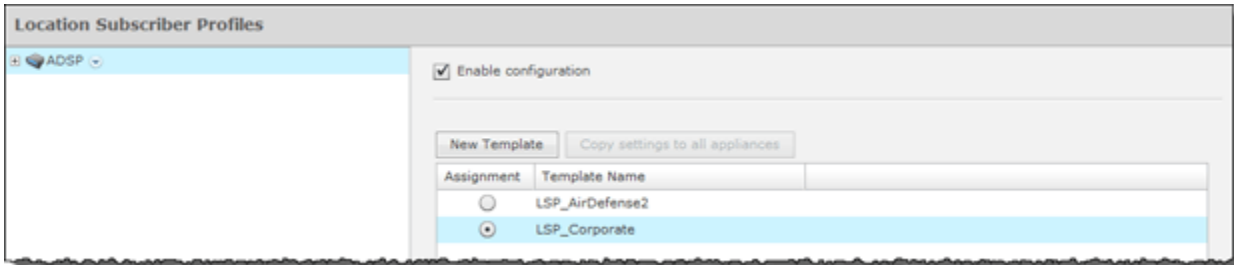 Location Subscriber Profiles
ADSP
Enable configuration
New Template Copy settings to all appliances
Assignment Template Name
LSP_AirDefense2
LSP_Corporate